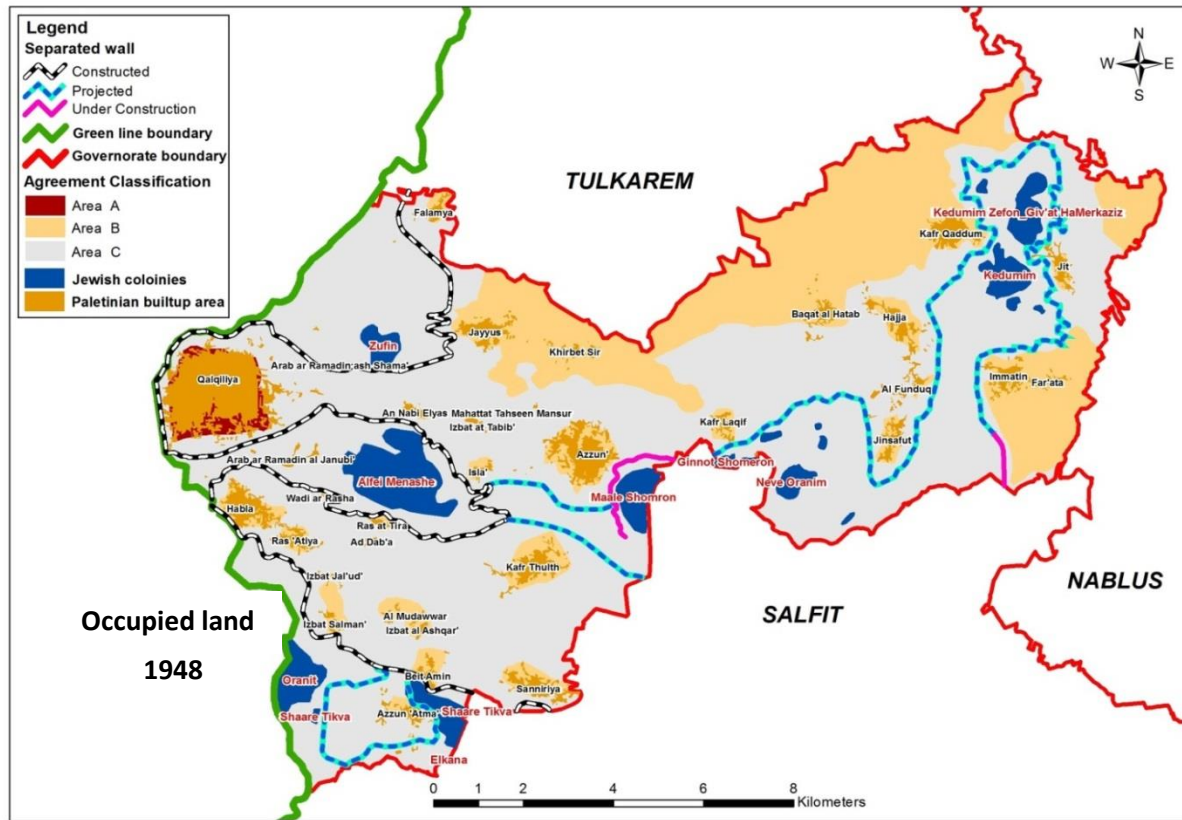 Legend
Separated wall
Constructed
Projected
Under Construction
Green line boundary
Governorate boundary
Agreement Classification
Area A
Area B
Area C
Jewish coloinies
Paletinian builtup area
N
W E
S
TULKAREM
Falamya
Kedumim Zefon_Giv'at HaMerkaziz
Kafr Qaddum
Jit
Kedumim
Baqat al Hatab
Hajja
Jayyus
Zufin
Khirbet Sir
Arab ar Ramadin ash Shama'
Qalqiliya
Immatin
Far'ata
Al Funduq
An Nabi Elyas
Mahattat Tahseen Mansur
Izbat at Tabib'
Kafr Laqif
Jinsafut
Azzun'
Arab ar Ramadin al Janubi'
Isla'
Ginnot Shomeron
Alfei Menashe
Neve Oranim
Maale Shomron
Wadi ar Rasha
Habla
Ras at Tira
Ras 'Atiya
Ad Dab'a
Kafr Thulth
Izbat Jal'ud'
NABLUS
Occupied land
1948
SALFIT
Al Mudawwar
Izbat Salman'
Izbat al Ashqar'
Beit Amin
Oranit
Sanniriya
Shaare Tikva
Azzun 'Atma'
Shaare Tikva
Elkana
0 1 2 4 6 8
Kilometers